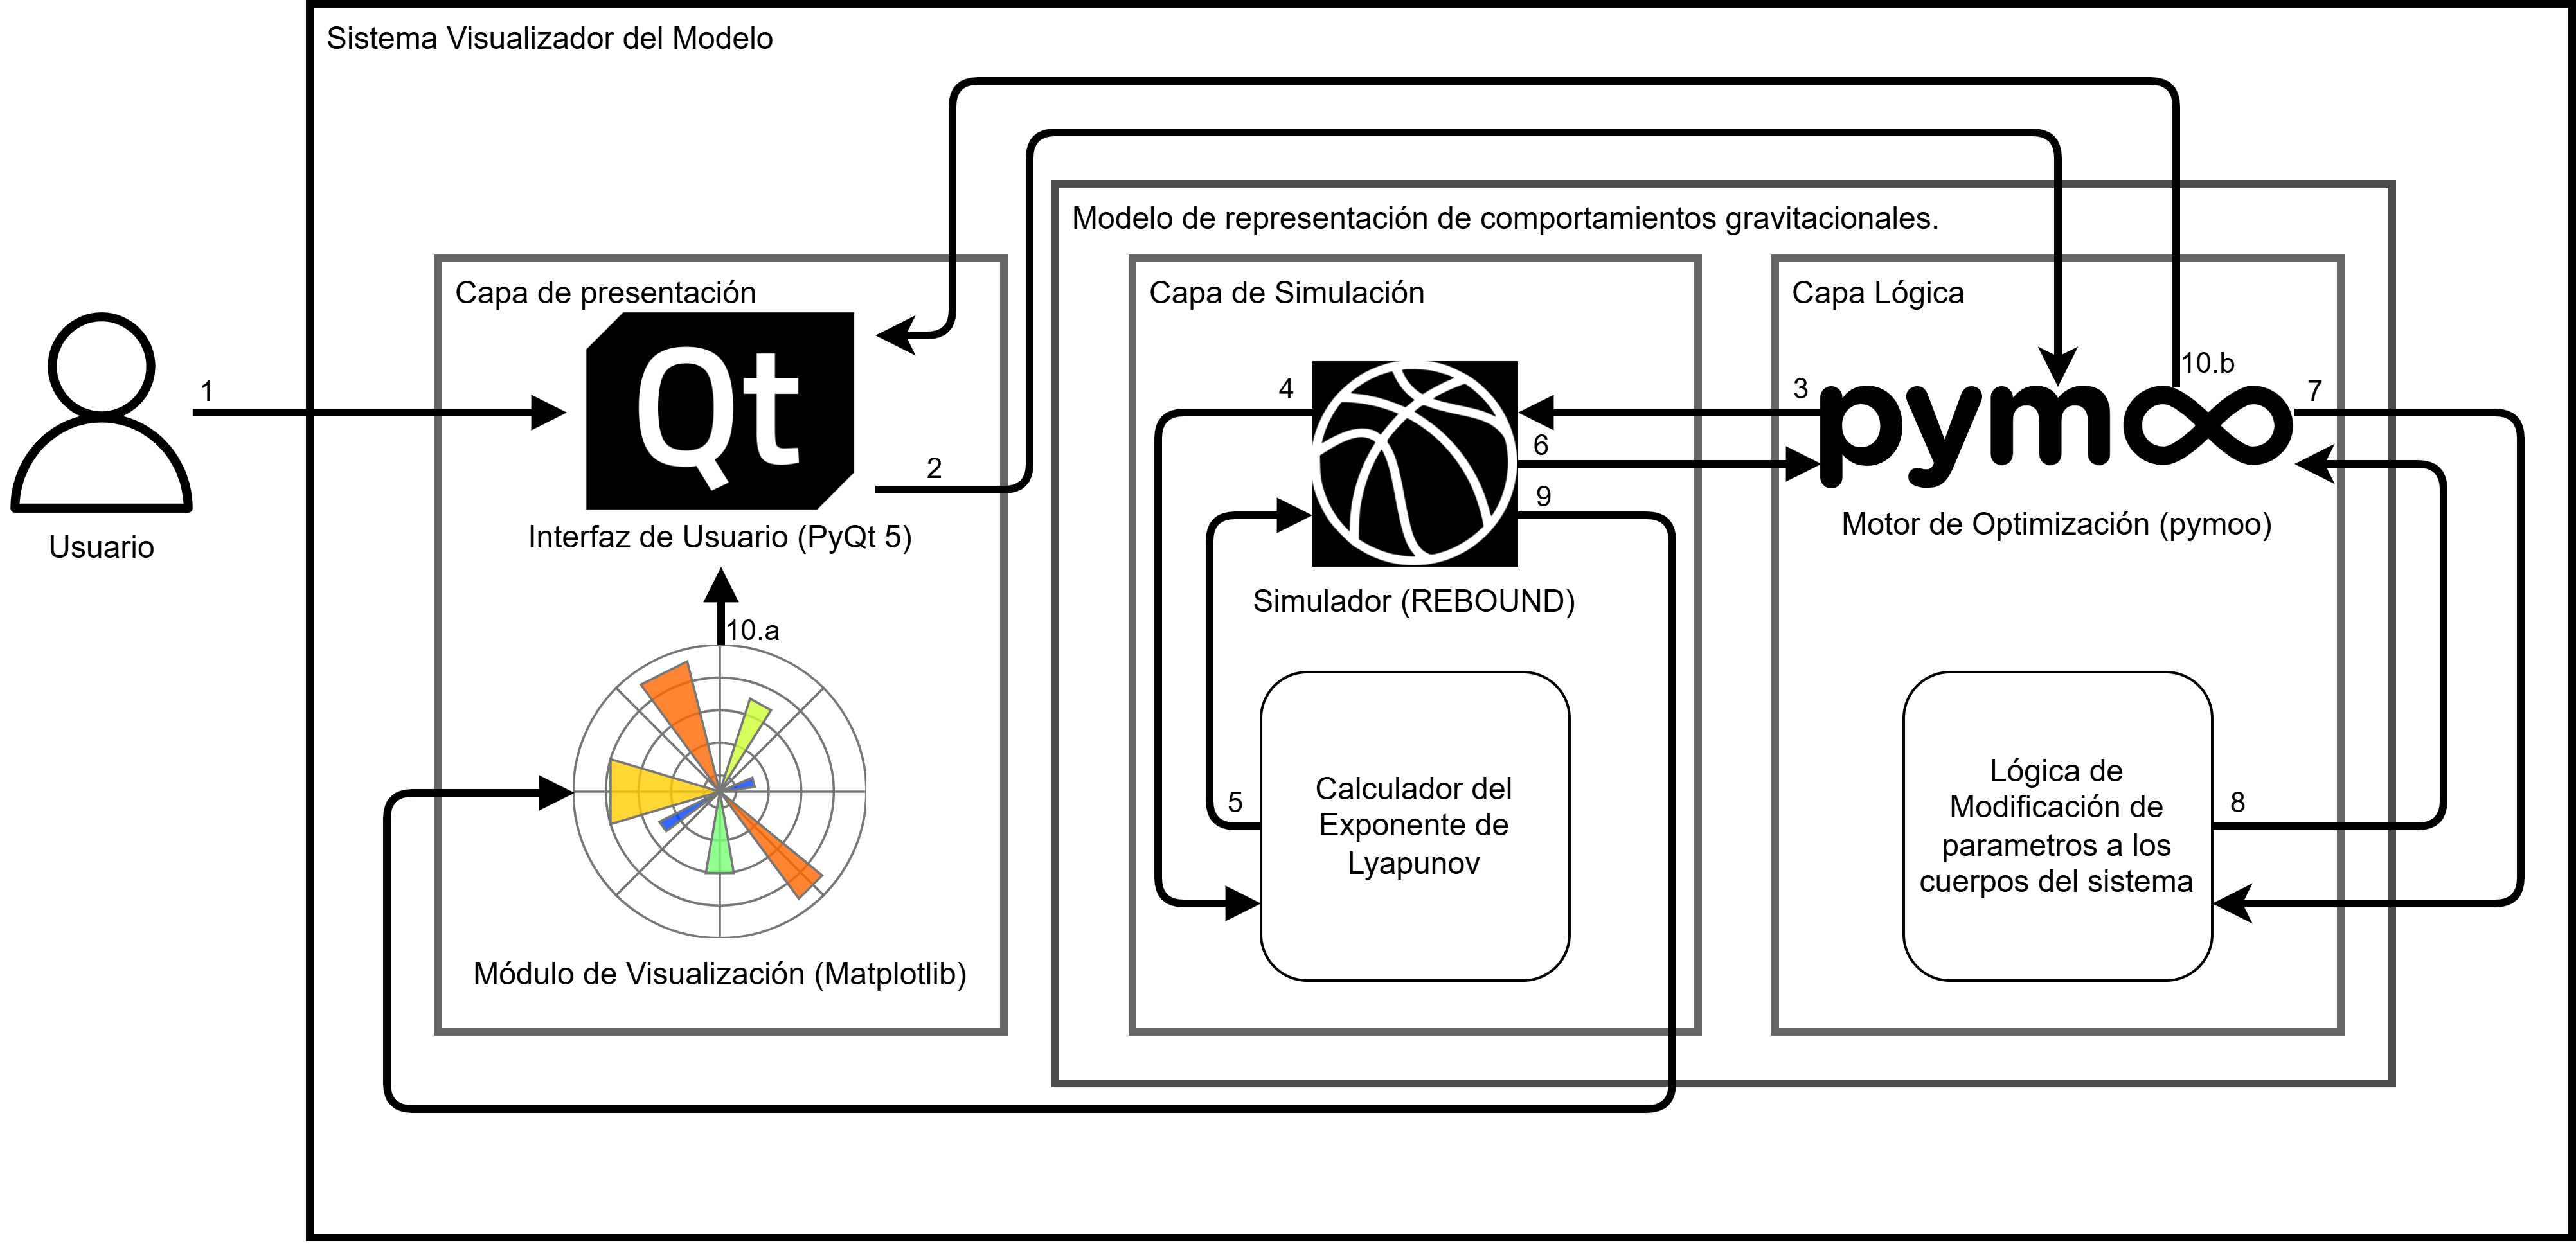 Sistema Visualizador del Modelo
Modelo de representación de comportamientos gravitacionales.
Capa de presentación
Capa de Simulación
Capa Lógica
Usuario
1
Qt
2
Interfaz de Usuario (PyQt 5)
10.a
Módulo de Visualización (Matplotlib)
4
3
6
9
Simulador (REBOUND)
5
Calculador del
Exponente de
Lyapunov
10.b
7
pymoo
Motor de Optimización (pymoo)
Lógica de
Modificación de
parametros a los
cuerpos del sistema
8